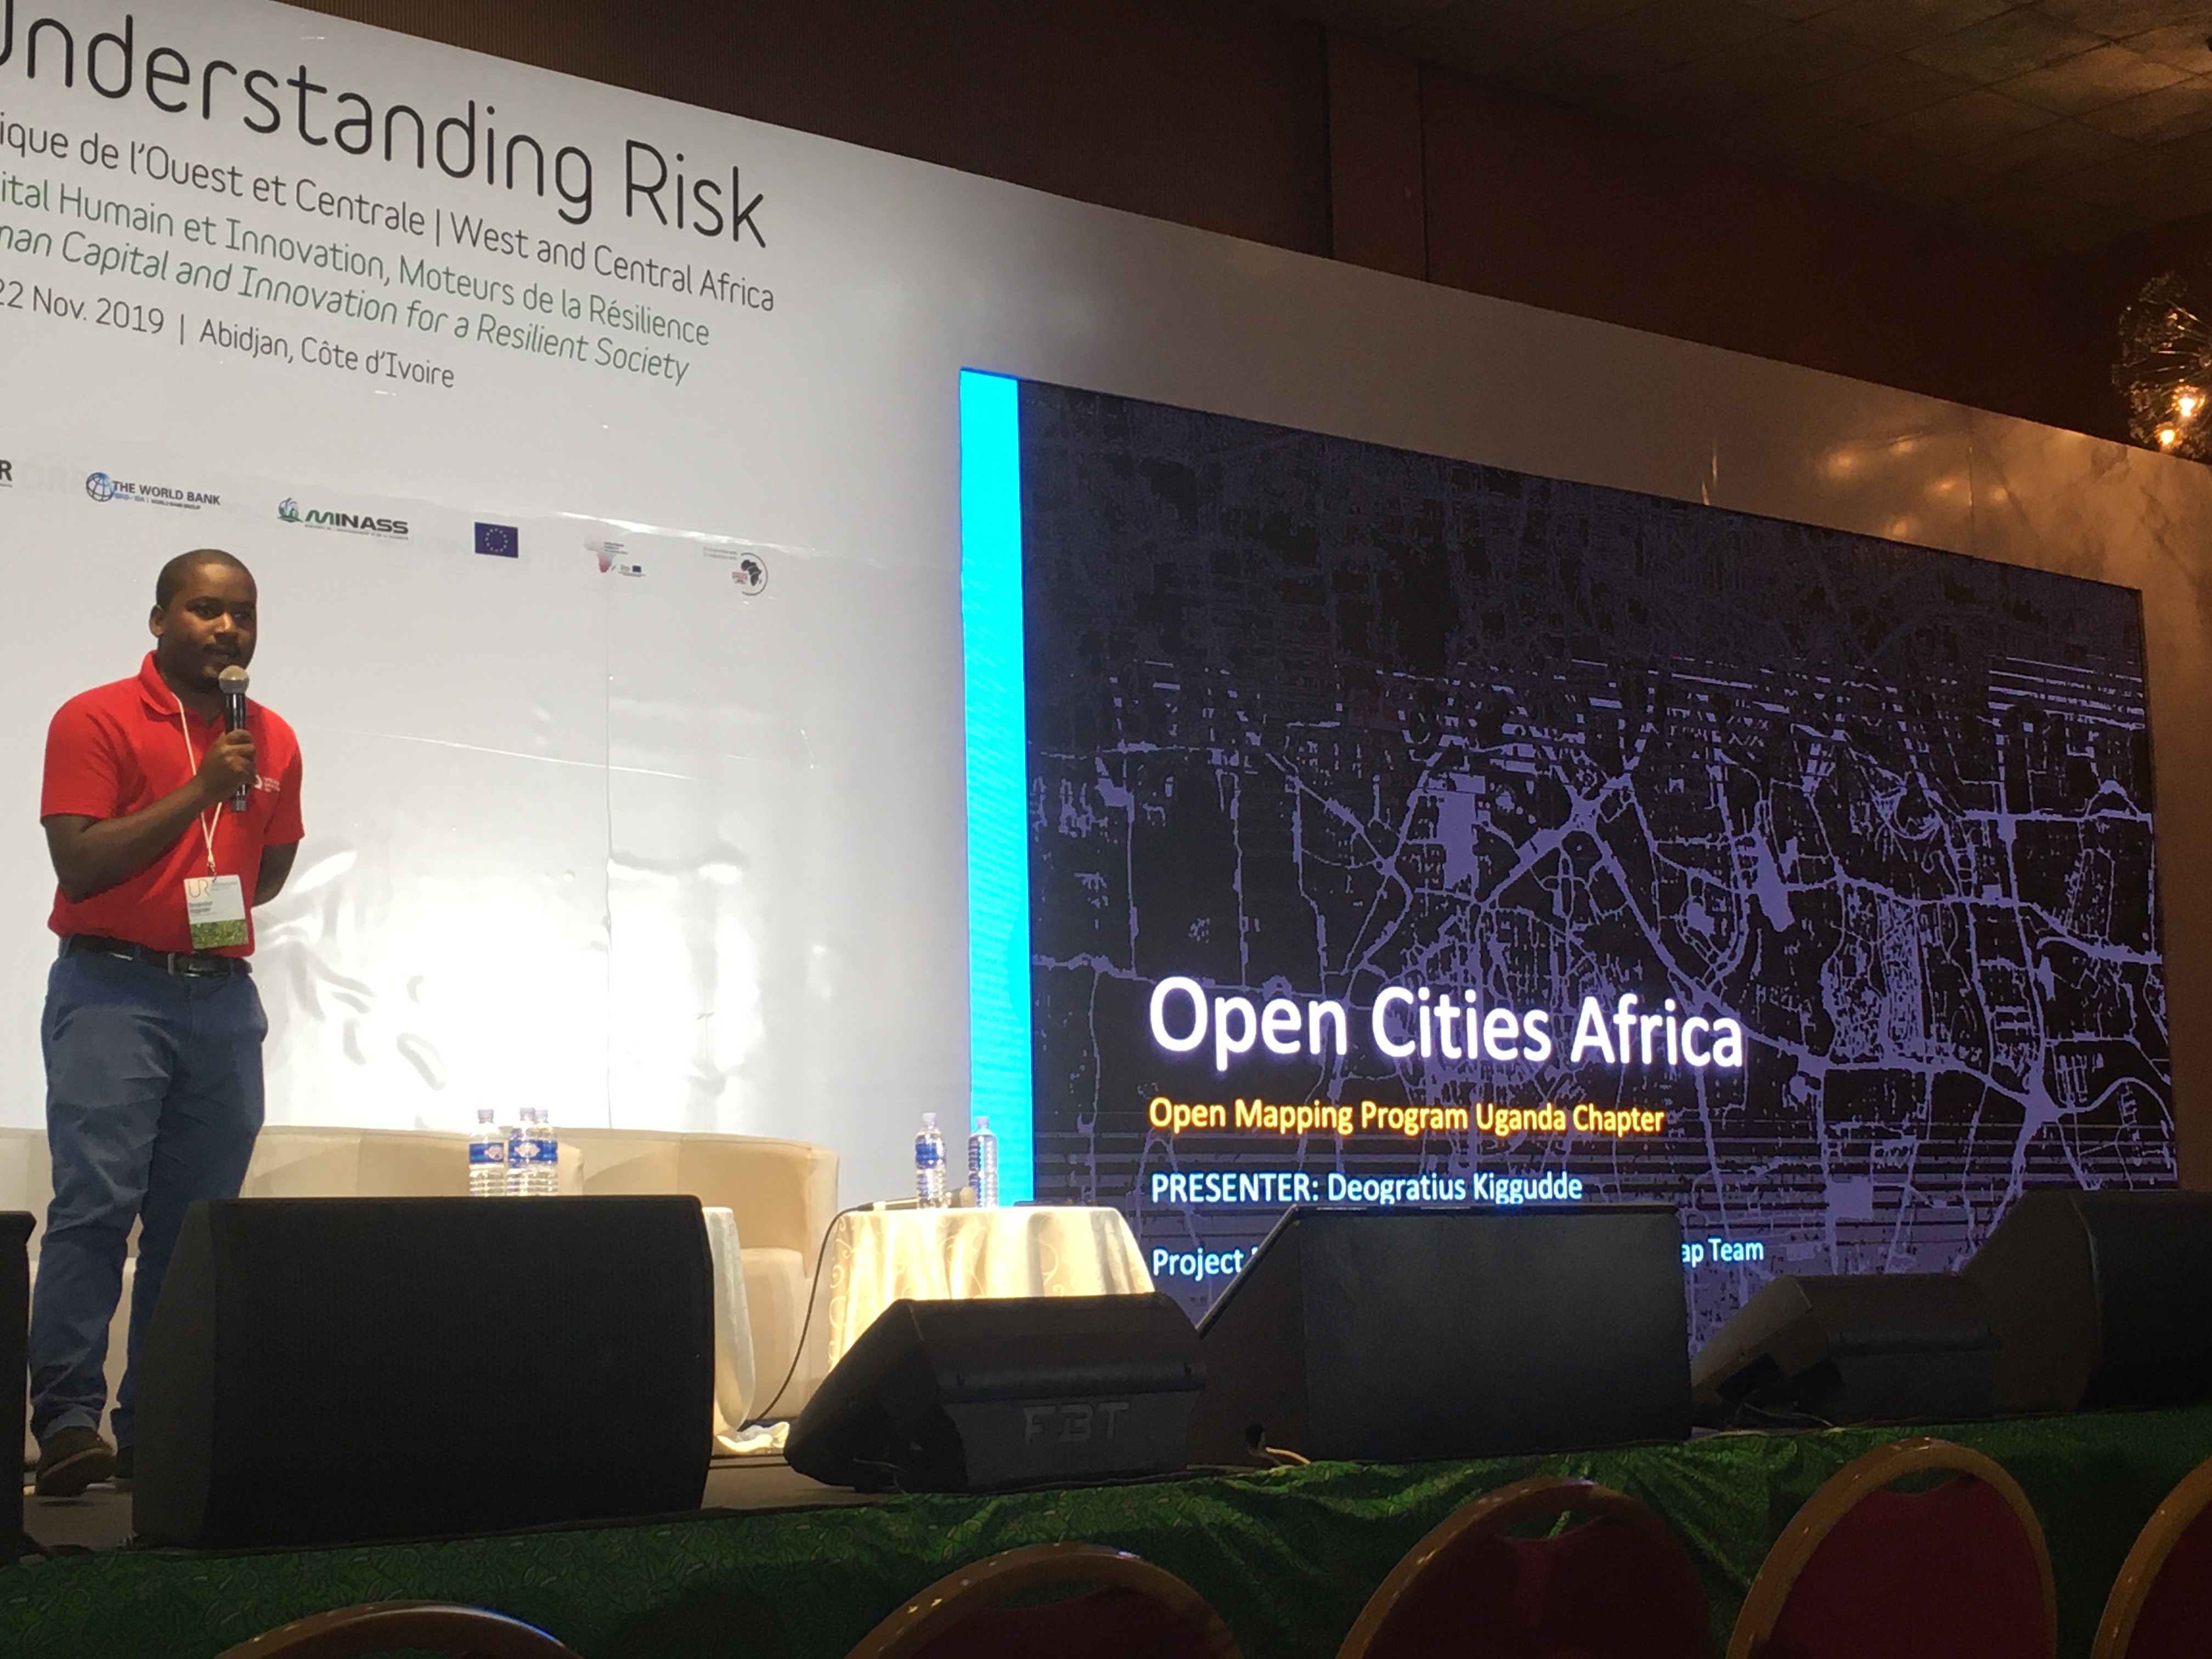 Understanding Risk
ique de l'Ouest et Centrale | West and Central Africa
ital Humain et Innovation, Moteurs de la Résilience
man Capital and Innovation for a Resilient Society
22 Nov. 2019 | Abidjan, Côte d'Ivoire
R
THE WORLD BANK
MINASS
UR
Open Cities Africa
Open Mapping Program Uganda Chapter
PRESENTER: Deogratius Kiggudde
Project
ap Team
FBT